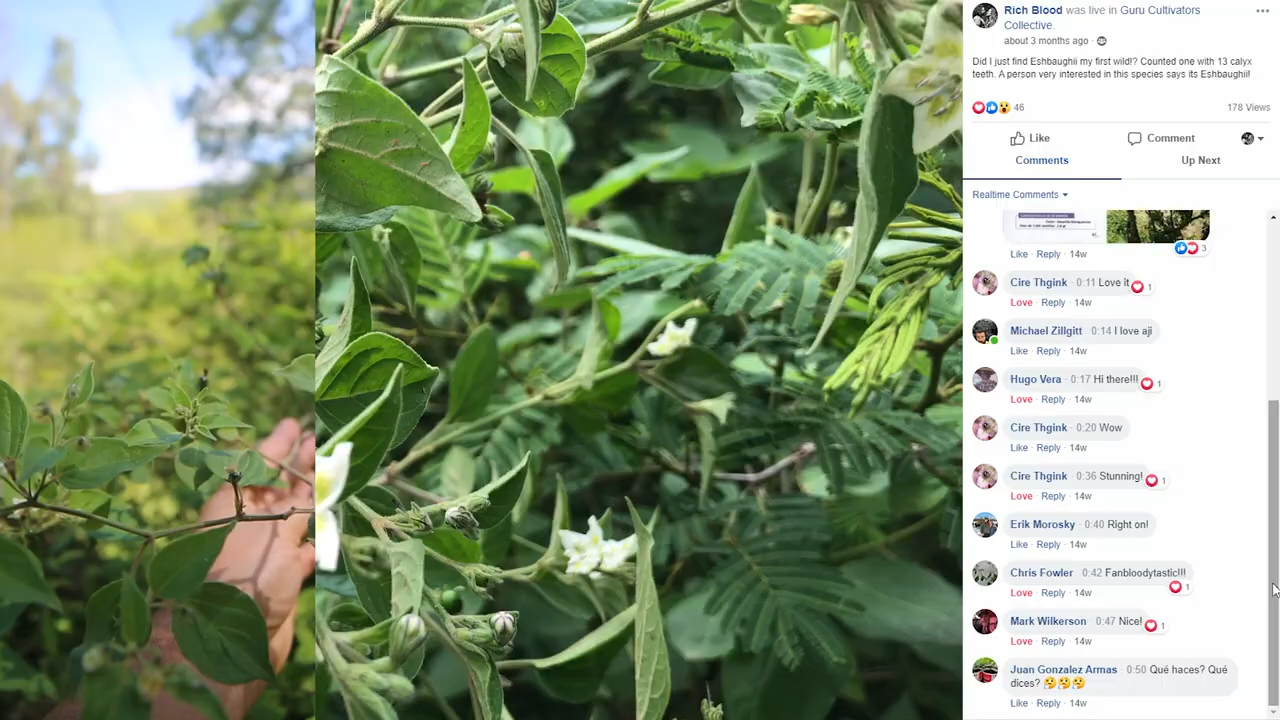 Rich Blood was live in Guru Cultivators
Collective.
about 3 months ago
Did I just find Eshbaughii my first wild!? Counted one with 13 calyx
teeth. A person very interested in this species says its Eshbaughii!
46
178 Views
Like
Comment
Comments
Up Next
Realtime Comments
3
Like · Reply · 14w
Cire Thgink · 0:11 Love it
1
Love · Reply · 14w
Michael Zillgitt · 0:14 I love aji
Like · Reply · 14w
Hugo Vera · 0:17 Hi there!!!
1
Love · Reply · 14w
Cire Thgink · 0:20 Wow
Like · Reply · 14w
Cire Thgink · 0:36 Stunning!
1
Love · Reply · 14w
Erik Morosky · 0:40 Right on!
Like · Reply · 14w
Chris Fowler · 0:42 Fanbloodytastic!!!
1
Love · Reply · 14w
Mark Wilkerson · 0:47 Nice!
1
Love · Reply · 14w
Juan Gonzalez Armas · 0:50 Qué haces? Qué
dices? 🤔🤔🤔
Like · Reply · 14w